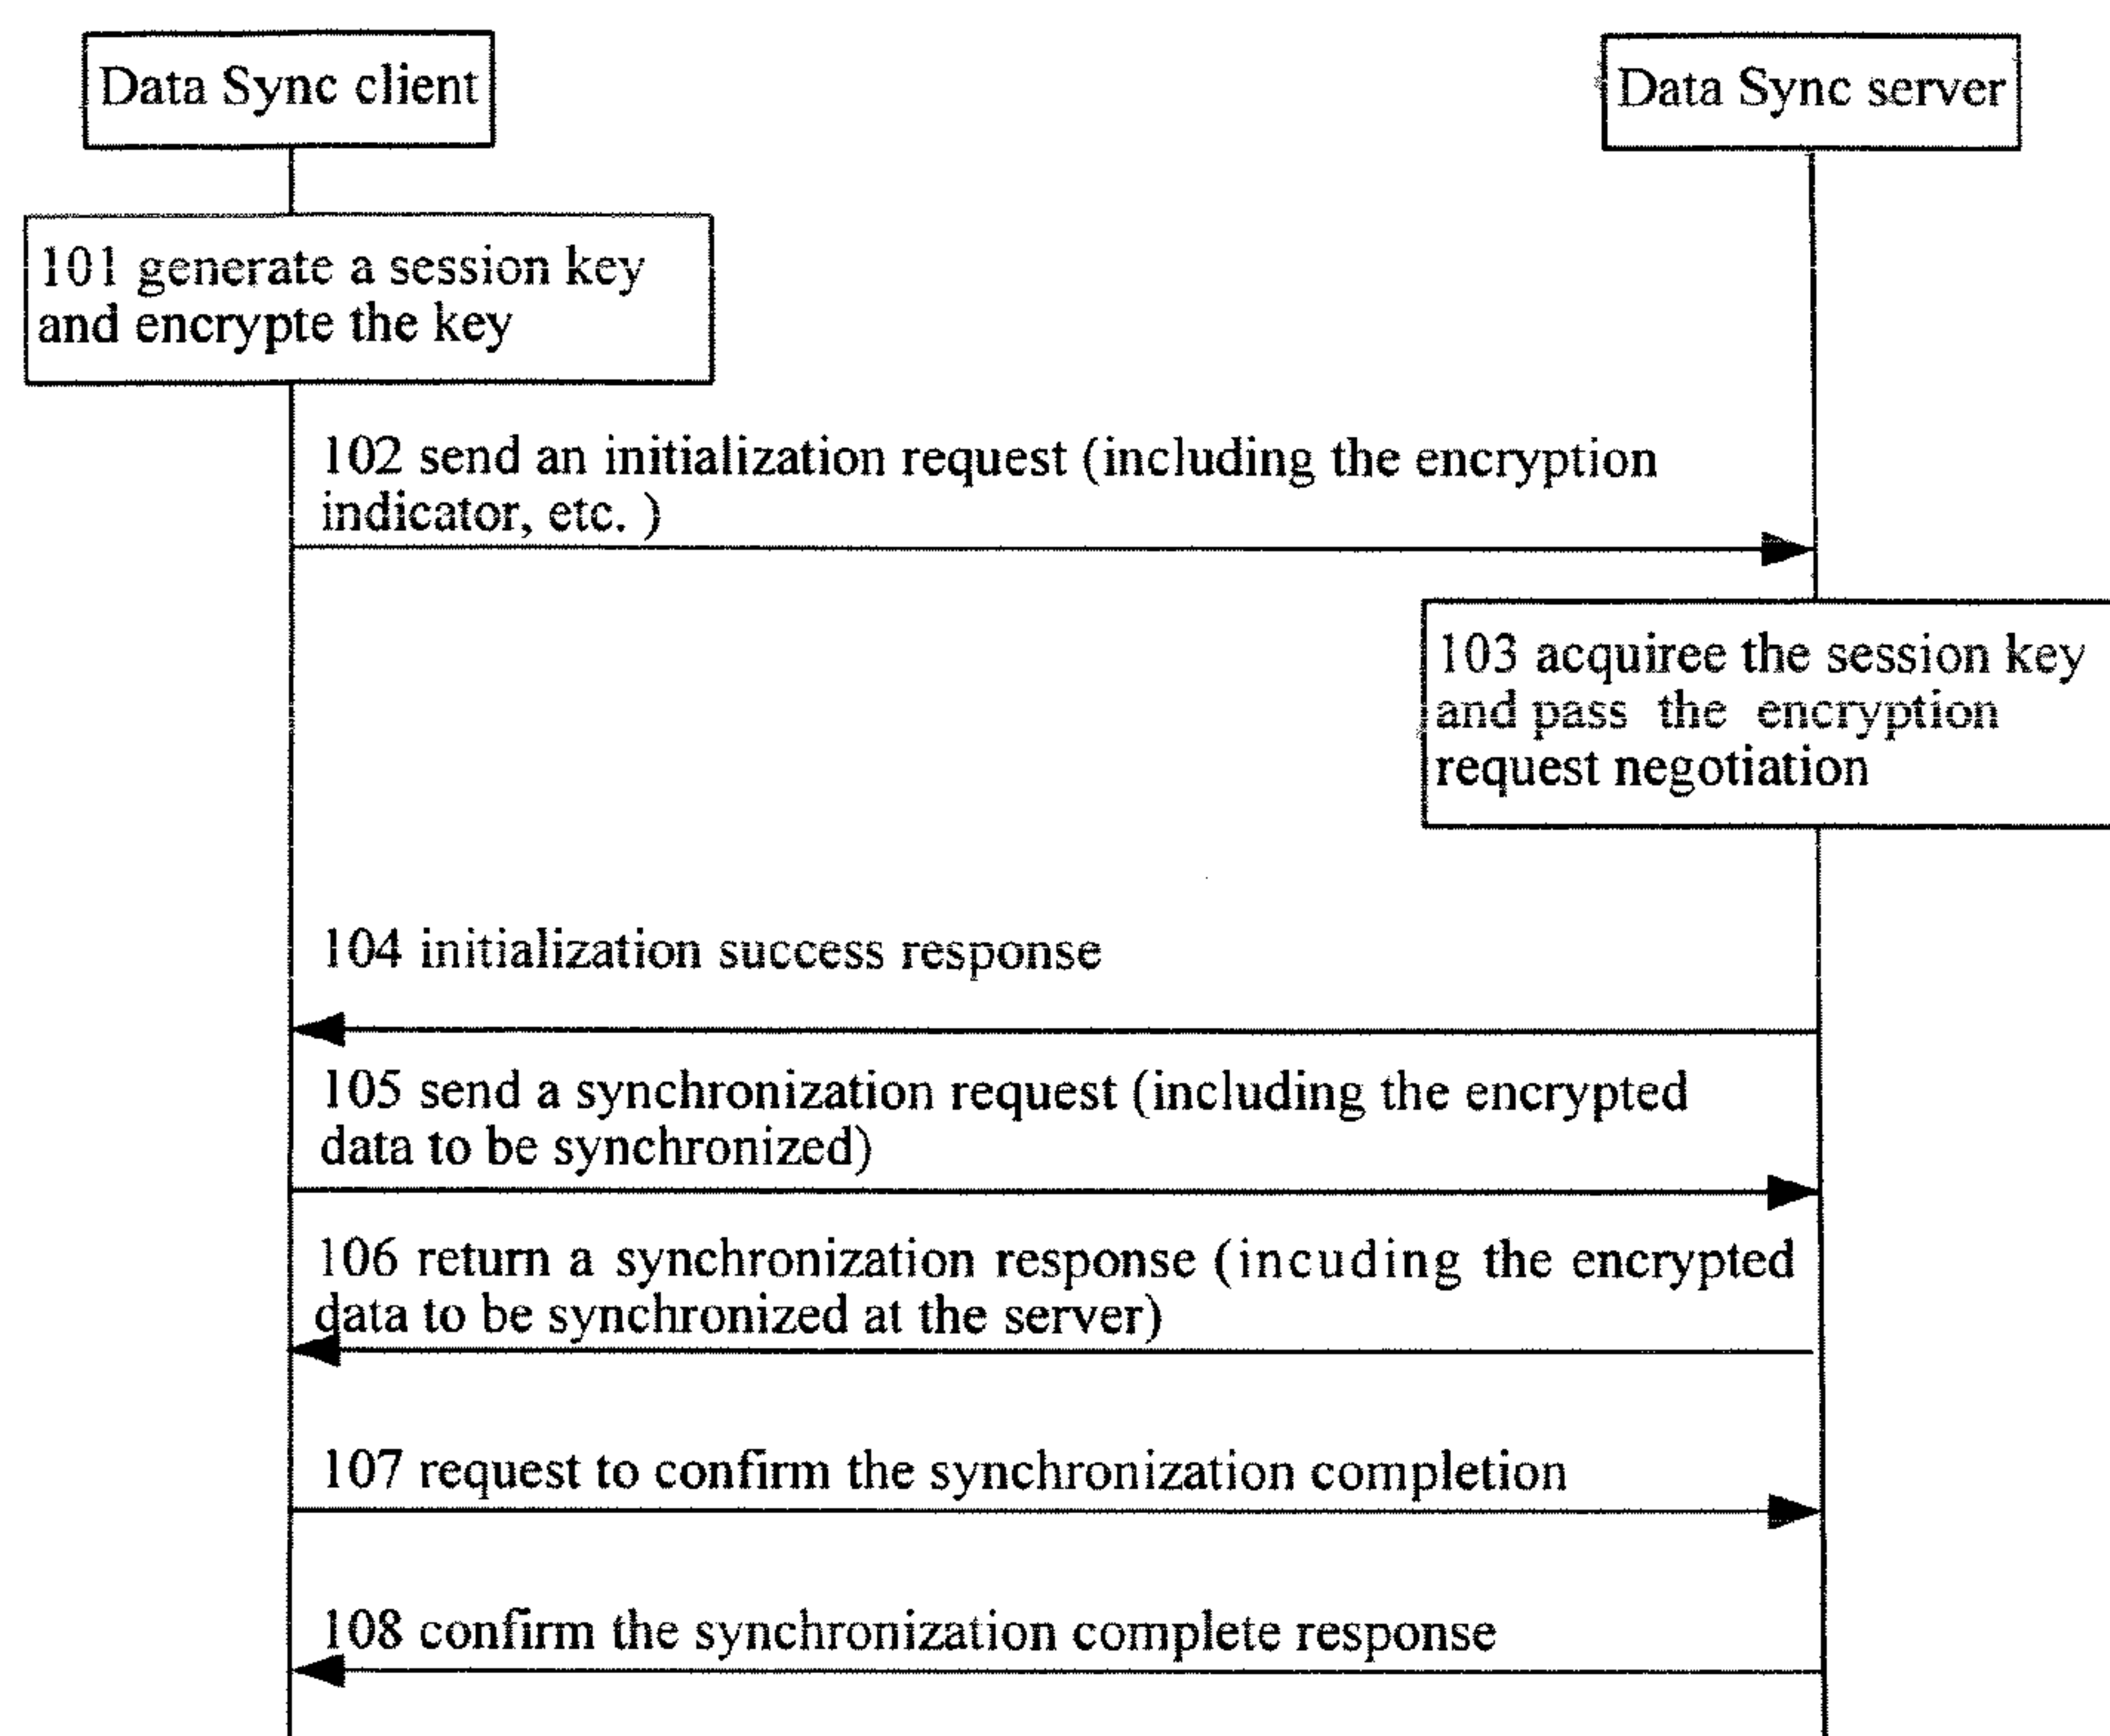 Data Sync client
Data Sync server
101 generate a session key
and encrypte the key
102 send an initialization request (including the encryption
indicator, etc. )
103 acquiree the session key
and pass the encryption
request negotiation
104 initialization success response
105 send a synchronization request (including the encrypted
data to be synchronized)
106 return a synchronization response (incuding the encrypted
data to be synchronized at the server)
107 request to confirm the synchronization completion
108 confirm the synchronization complete response